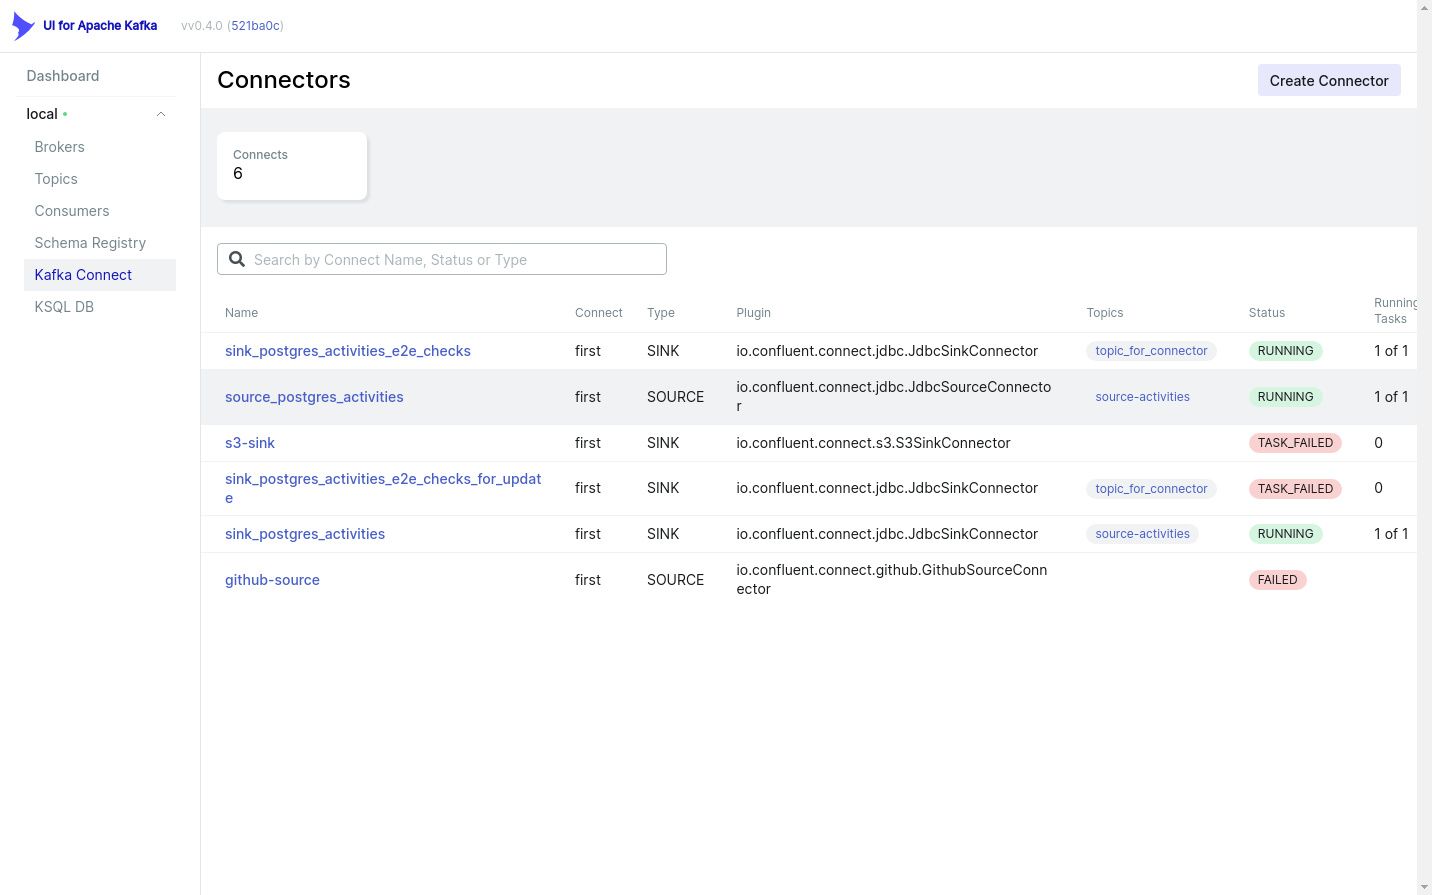 UI for Apache Kafka vv0.4.0 (521ba0c)
Dashboard
local
Brokers
Topics
Consumers
Schema Registry
Kafka Connect
KSQL DB
Connectors
Create Connector
Connects
6
Search by Connect Name, Status or Type
Name Connect Type Plugin Topics Status Running
Tasks
sink_postgres_activities_e2e_checks first SINK io.confluent.connect.jdbc.JdbcSinkConnector topic_for_connector RUNNING 1 of 1
source_postgres_activities first SOURCE io.confluent.connect.jdbc.JdbcSourceConnecto source-activities RUNNING 1 of 1
r
s3-sink first SINK io.confluent.connect.s3.S3SinkConnector TASK_FAILED 0
sink_postgres_activities_e2e_checks_for_updat first SINK io.confluent.connect.jdbc.JdbcSinkConnector topic_for_connector TASK_FAILED 0
e
sink_postgres_activities first SINK io.confluent.connect.jdbc.JdbcSinkConnector source-activities RUNNING 1 of 1
github-source first SOURCE io.confluent.connect.github.GithubSourceConn FAILED
ector